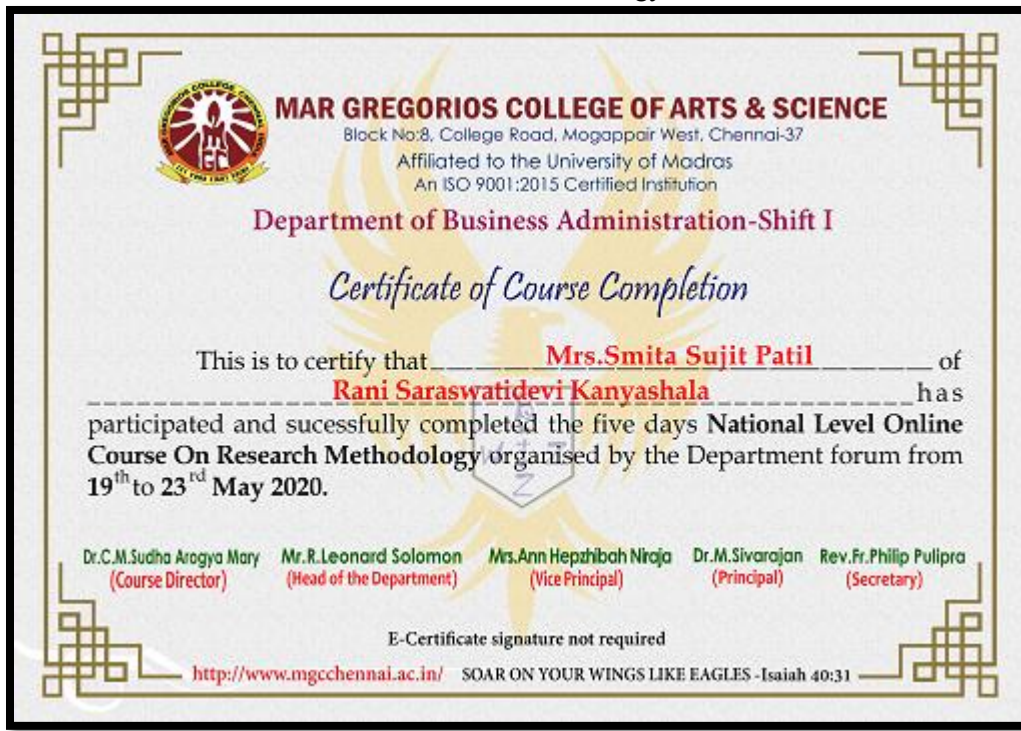 MAR GREGORIOS COLLEGE OF ARTS & SCIENCE
Block No:8, College Road, Mogappair West, Chennai-37
Affiliated to the University of Madras
An ISO 9001:2015 Certified Institution
Department of Business Administration-Shift I
Certificate of Course Completion
This is to certify that Mrs.Smita Sujit Patil of
Rani Saraswatidevi Kanyashala has
participated and sucessfully completed the five days National Level Online
Course On Research Methodology organised by the Department forum from
19th to 23rd May 2020.
Dr.C.M.Sudha Arogya Mary Mr.R.Leonard Solomon Mrs.Ann Hepzhibah Niraja Dr.M.Sivarajan Rev.Fr.Philip Pulipra
(Course Director) (Head of the Department) (Vice Principal) (Principal) (Secretary)
E-Certificate signature not required
http://www.mgcchennai.ac.in/ SOAR ON YOUR WINGS LIKE EAGLES -Isaiah 40:31